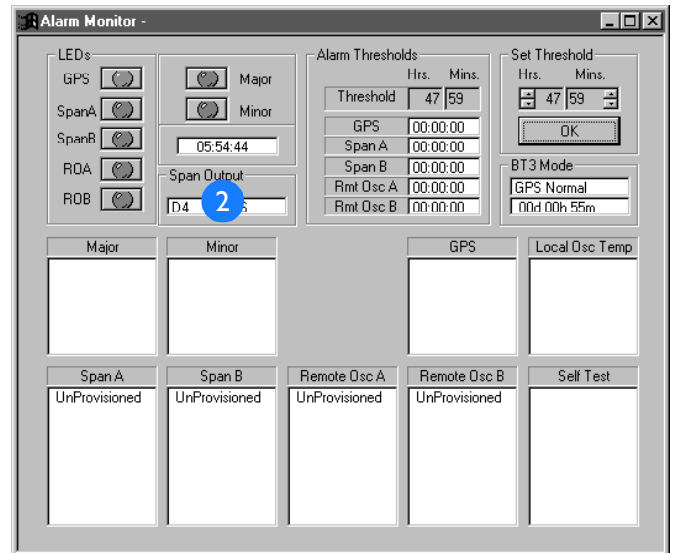 Alarm Monitor -
LEDs
GPS
SpanA
SpanB
ROA
ROB
Major
Minor
05:54:44
Span Output
D4
2
Alarm Thresholds
Hrs. Mins.
Threshold 47 59
GPS 00:00:00
Span A 00:00:00
Span B 00:00:00
Rmt Osc A 00:00:00
Rmt Osc B 00:00:00
Set Threshold
Hrs. Mins.
47 59
OK
BT3 Mode
GPS Normal
00d 00h 55m
Major
Minor
GPS
Local Osc Temp
Span A
UnProvisioned
Span B
UnProvisioned
Remote Osc A
UnProvisioned
Remote Osc B
UnProvisioned
Self Test